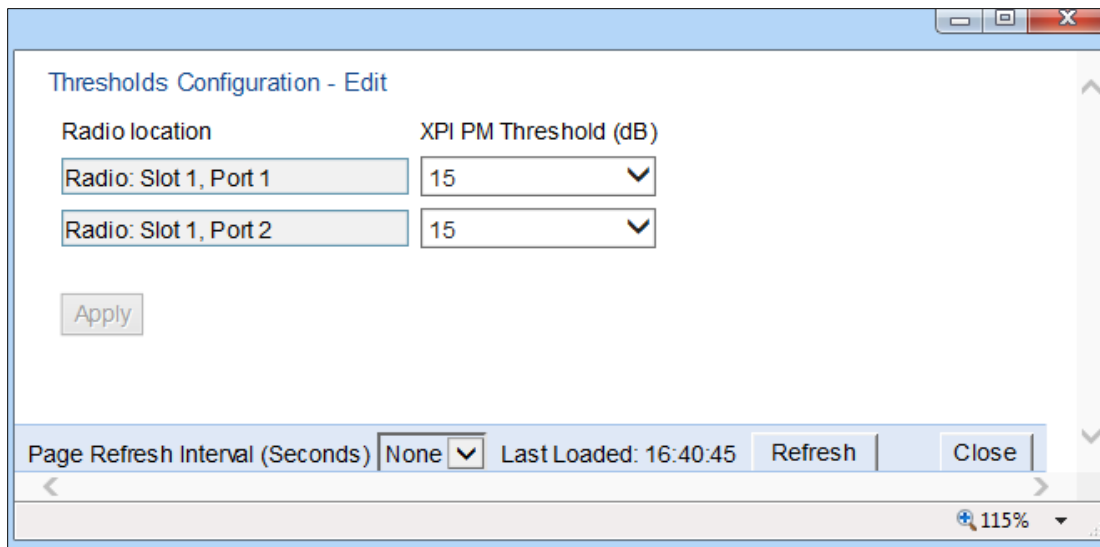 Thresholds Configuration - Edit
Radio location XPI PM Threshold (dB)
Radio: Slot 1, Port 1 15
Radio: Slot 1, Port 2 15
Apply
Page Refresh Interval (Seconds) None Last Loaded: 16:40:45 Refresh Close
115%